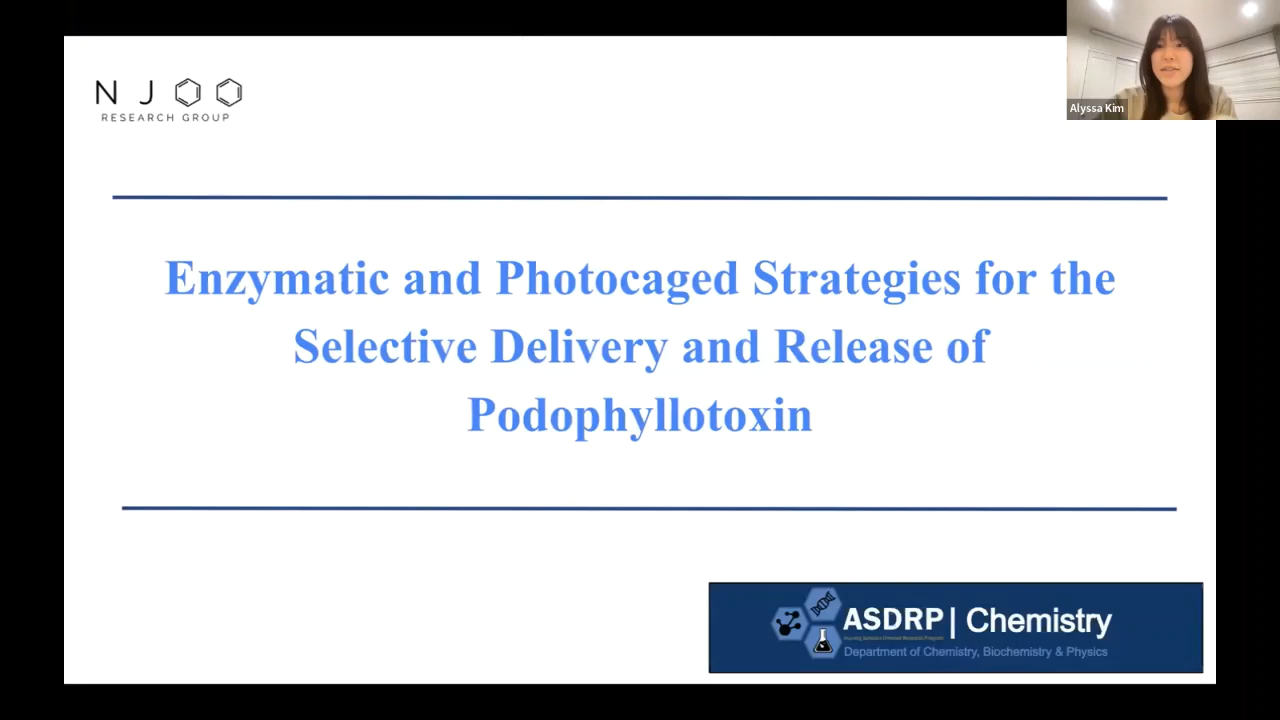 NJOO
RESEARCH GROUP
Alyssa Kim
Enzymatic and Photocaged Strategies for the
Selective Delivery and Release of
Podophyllotoxin
ASDRP | Chemistry
Department of Chemistry, Biochemistry & Physics